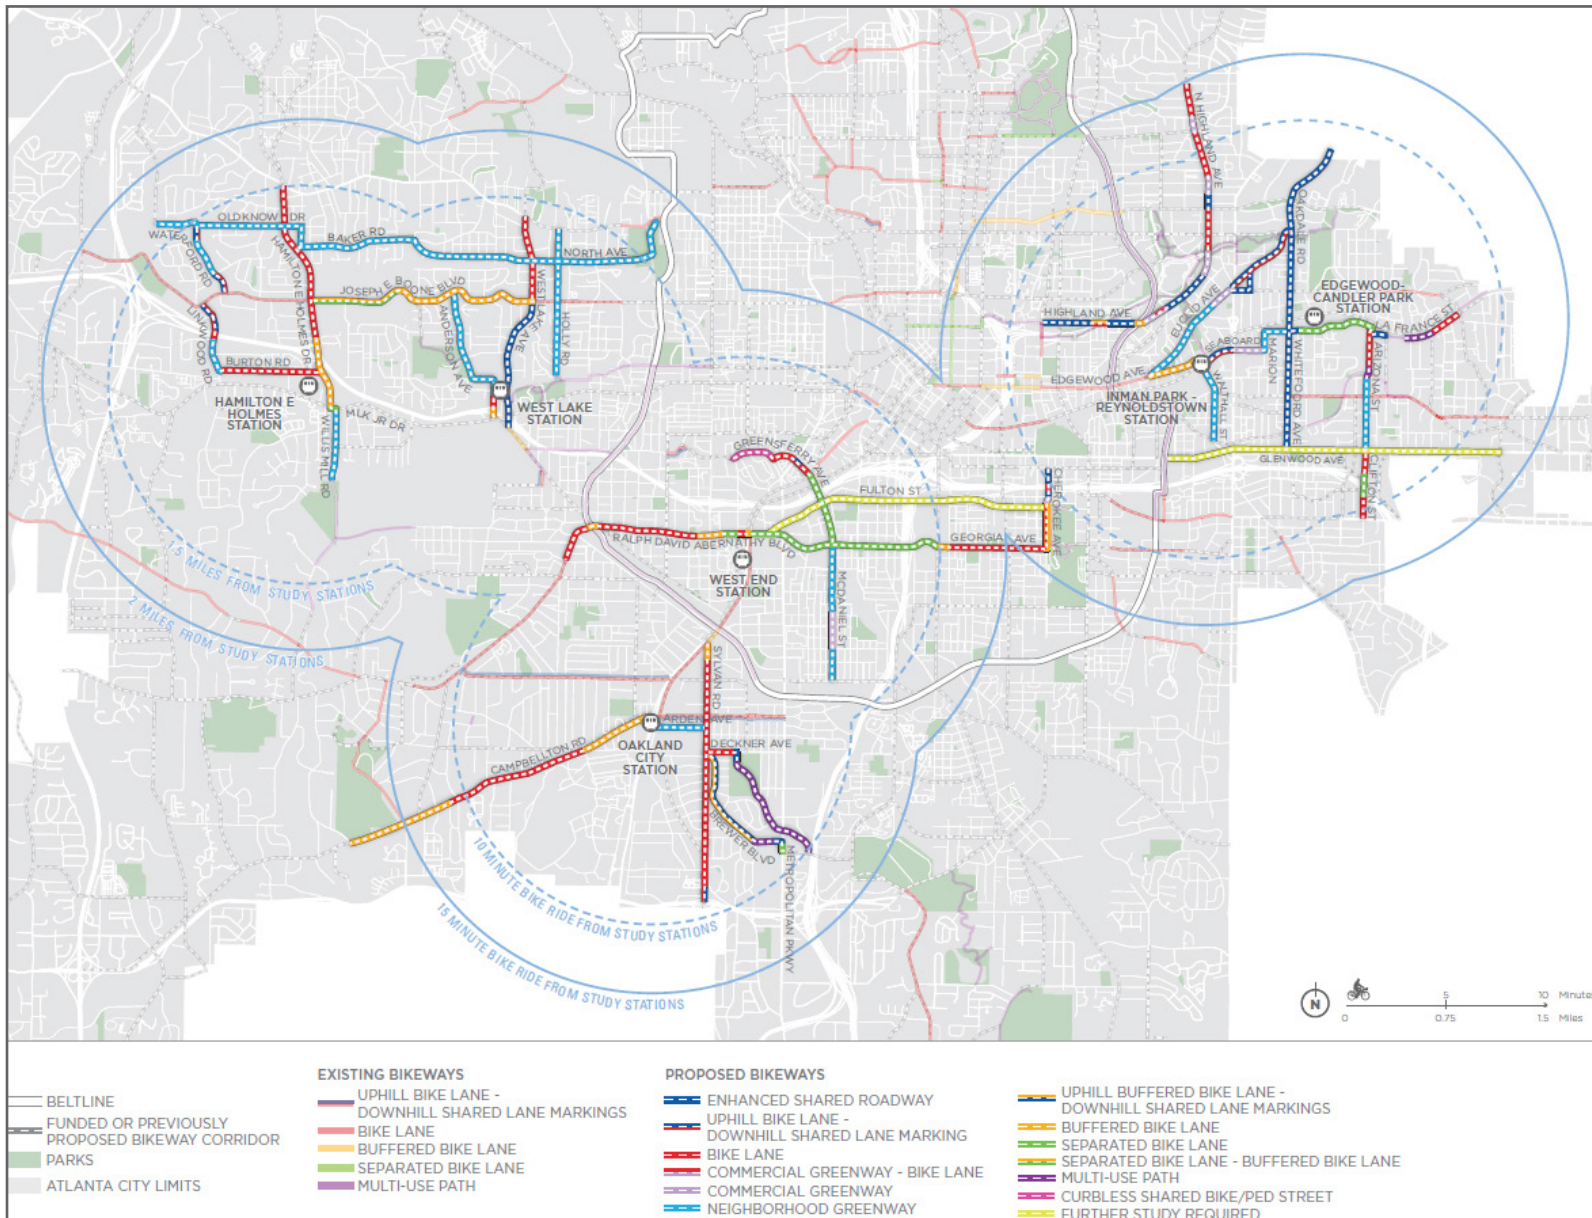 N HIGHLAND AVE
OAKDALE RD
OLDKNOW DR
WATERFORD RD
HAMILTON E HOLMES DR
BAKER RD
NORTH AVE
WEST LAKE AVE
JOSEPH E BOONE BLVD
ANDERSON AVE
HOLLY RD
LINKWOOD RD
BURTON RD
HAMILTON E
HOLMES
STATION
MLK JR DR
WILLIS MILL RD
WEST LAKE
STATION
HIGHLAND AVE
EUCLID AVE
EDGEWOOD-
CANDLER PARK
STATION
LA FRANCE ST
SEABOARD
MARION
WHITEFORD AVE
ARIZONA ST
EDGEWOOD AVE
INMAN PARK -
REYNOLDSTOWN
STATION
WALTHALL ST
GLENWOOD AVE
CLIFTON ST
GREENSFERRY AVE
FULTON ST
CHEROKEE AVE
RALPH DAVID ABERNATHY BLVD
GEORGIA AVE
WEST END
STATION
MCDANIEL ST
1.5 MILES FROM STUDY STATIONS
2 MILES FROM STUDY STATIONS
SYLVAN RD
ARDEN AVE
OAKLAND
CITY
STATION
DECKNER AVE
CAMPBELLTON RD
BREWER BLVD
METROPOLITAN PKWY
10 MINUTE BIKE RIDE FROM STUDY STATIONS
15 MINUTE BIKE RIDE FROM STUDY STATIONS
N
5 10 Minute
0 0.75 1.5 Miles
BELTLINE
FUNDED OR PREVIOUSLY
PROPOSED BIKEWAY CORRIDOR
PARKS
ATLANTA CITY LIMITS
EXISTING BIKEWAYS
UPHILL BIKE LANE -
DOWNHILL SHARED LANE MARKINGS
BIKE LANE
BUFFERED BIKE LANE
SEPARATED BIKE LANE
MULTI-USE PATH
PROPOSED BIKEWAYS
ENHANCED SHARED ROADWAY
UPHILL BIKE LANE -
DOWNHILL SHARED LANE MARKING
BIKE LANE
COMMERCIAL GREENWAY - BIKE LANE
COMMERCIAL GREENWAY
NEIGHBORHOOD GREENWAY
UPHILL BUFFERED BIKE LANE -
DOWNHILL SHARED LANE MARKINGS
BUFFERED BIKE LANE
SEPARATED BIKE LANE
SEPARATED BIKE LANE - BUFFERED BIKE LANE
MULTI-USE PATH
CURBLESS SHARED BIKE/PED STREET
FURTHER STUDY REQUIRED